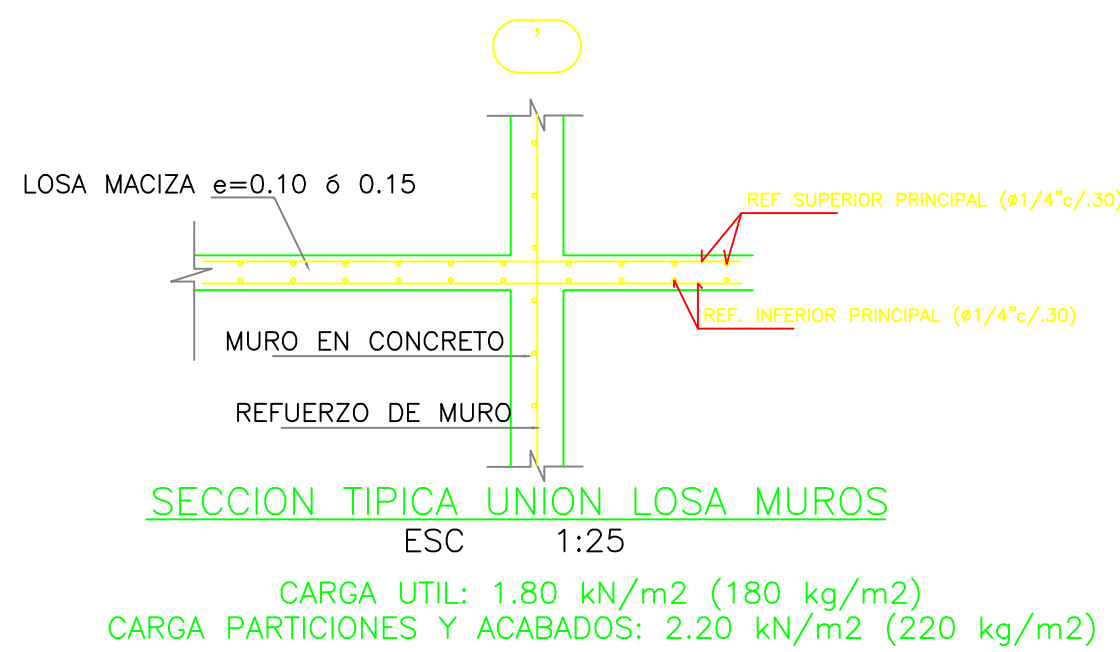 ’
LOSA MACIZA e=0.10 ó 0.15
REF SUPERIOR PRINCIPAL (ø1/4"c/.30)
REF. INFERIOR PRINCIPAL (ø1/4"c/.30)
MURO EN CONCRETO
REFUERZO DE MURO
SECCION TIPICA UNION LOSA MUROS
ESC 1:25
CARGA UTIL: 1.80 kN/m2 (180 kg/m2)
CARGA PARTICIONES Y ACABADOS: 2.20 kN/m2 (220 kg/m2)